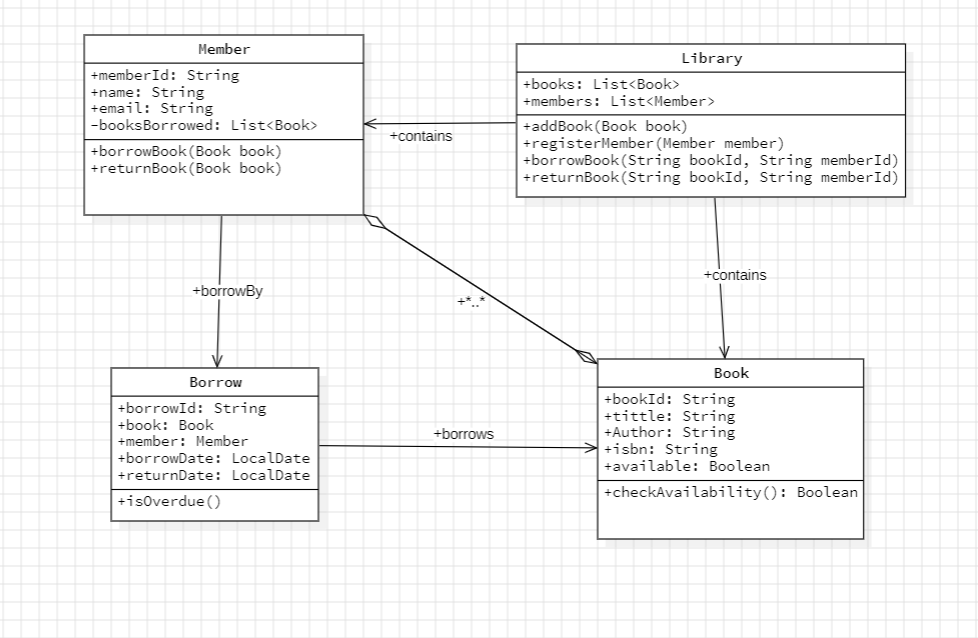 Member
+memberId: String
+name: String
+email: String
-booksBorrowed: List<Book>
+borrowBook(Book book)
+returnBook(Book book)
Library
+books: List<Book>
+members: List<Member>
+addBook(Book book)
+registerMember(Member member)
+borrowBook(String bookId, String memberId)
+returnBook(String bookId, String memberId)
+contains
+contains
+borrowBy
+*..*
Borrow
+borrowId: String
+book: Book
+member: Member
+borrowDate: LocalDate
+returnDate: LocalDate
+isOverdue()
+borrows
Book
+bookId: String
+tittle: String
+Author: String
+isbn: String
+available: Boolean
+checkAvailability(): Boolean